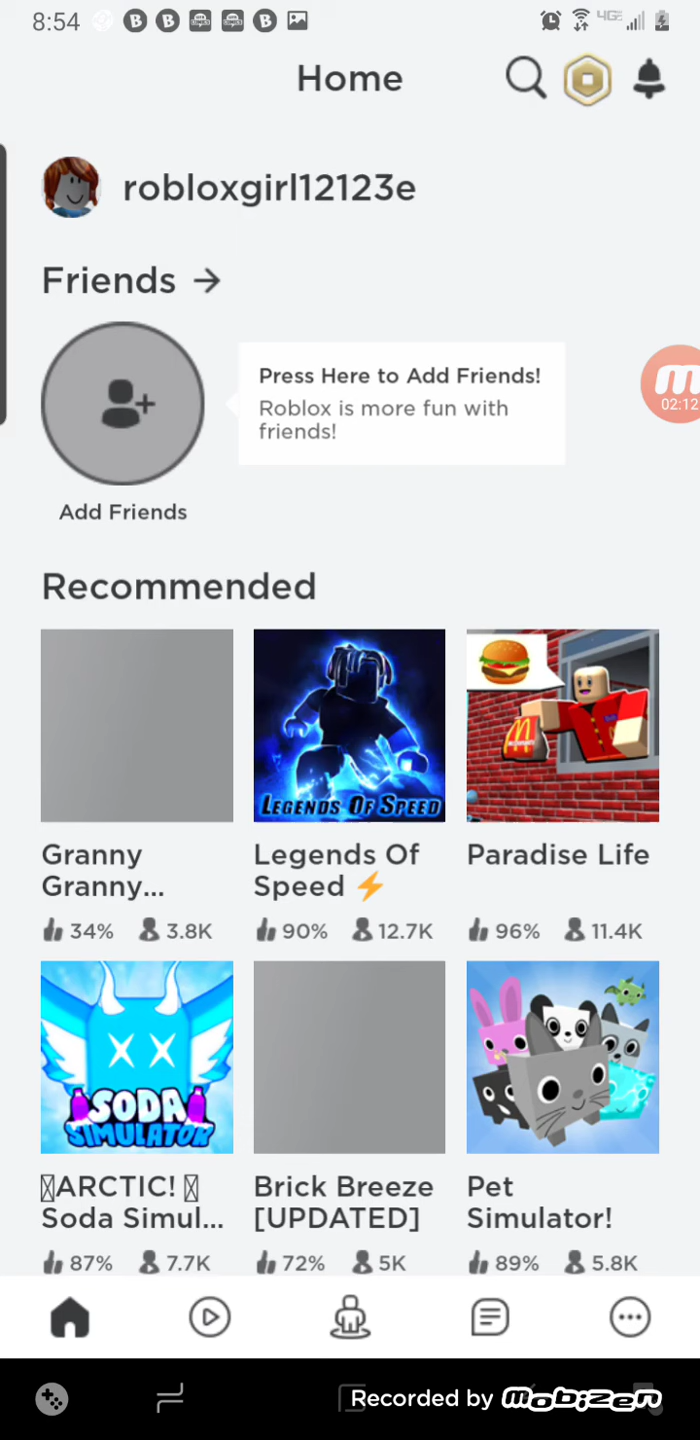 8:54
Home
robloxgirl12123e
Friends →
Press Here to Add Friends!
Roblox is more fun with
friends!
02:12
Add Friends
Recommended
LEGENDS OF SPEED
Granny
Granny...
Legends Of
Speed ⚡
Paradise Life
34% 3.8K
90% 12.7K
96% 11.4K
SODA
SIMULATOR
ARCTIC!
Soda Simul...
Brick Breeze
[UPDATED]
Pet
Simulator!
87% 7.7K
72% 5K
89% 5.8K
Recorded by mobizen